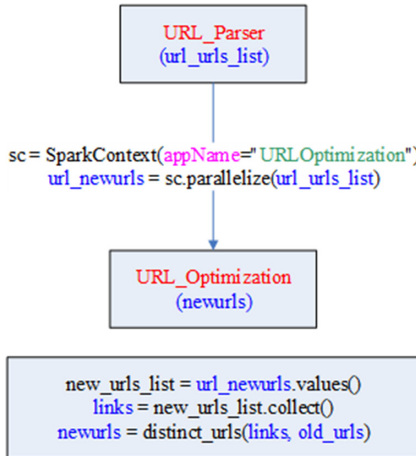 URL_Parser
(url_urls_list)
sc = SparkContext(appName="URLOptimization")
url_newurls = sc.parallelize(url_urls_list)
URL_Optimization
(newurls)
new_urls_list = url_newurls.values()
links = new_urls_list.collect()
newurls = distinct_urls(links, old_urls)